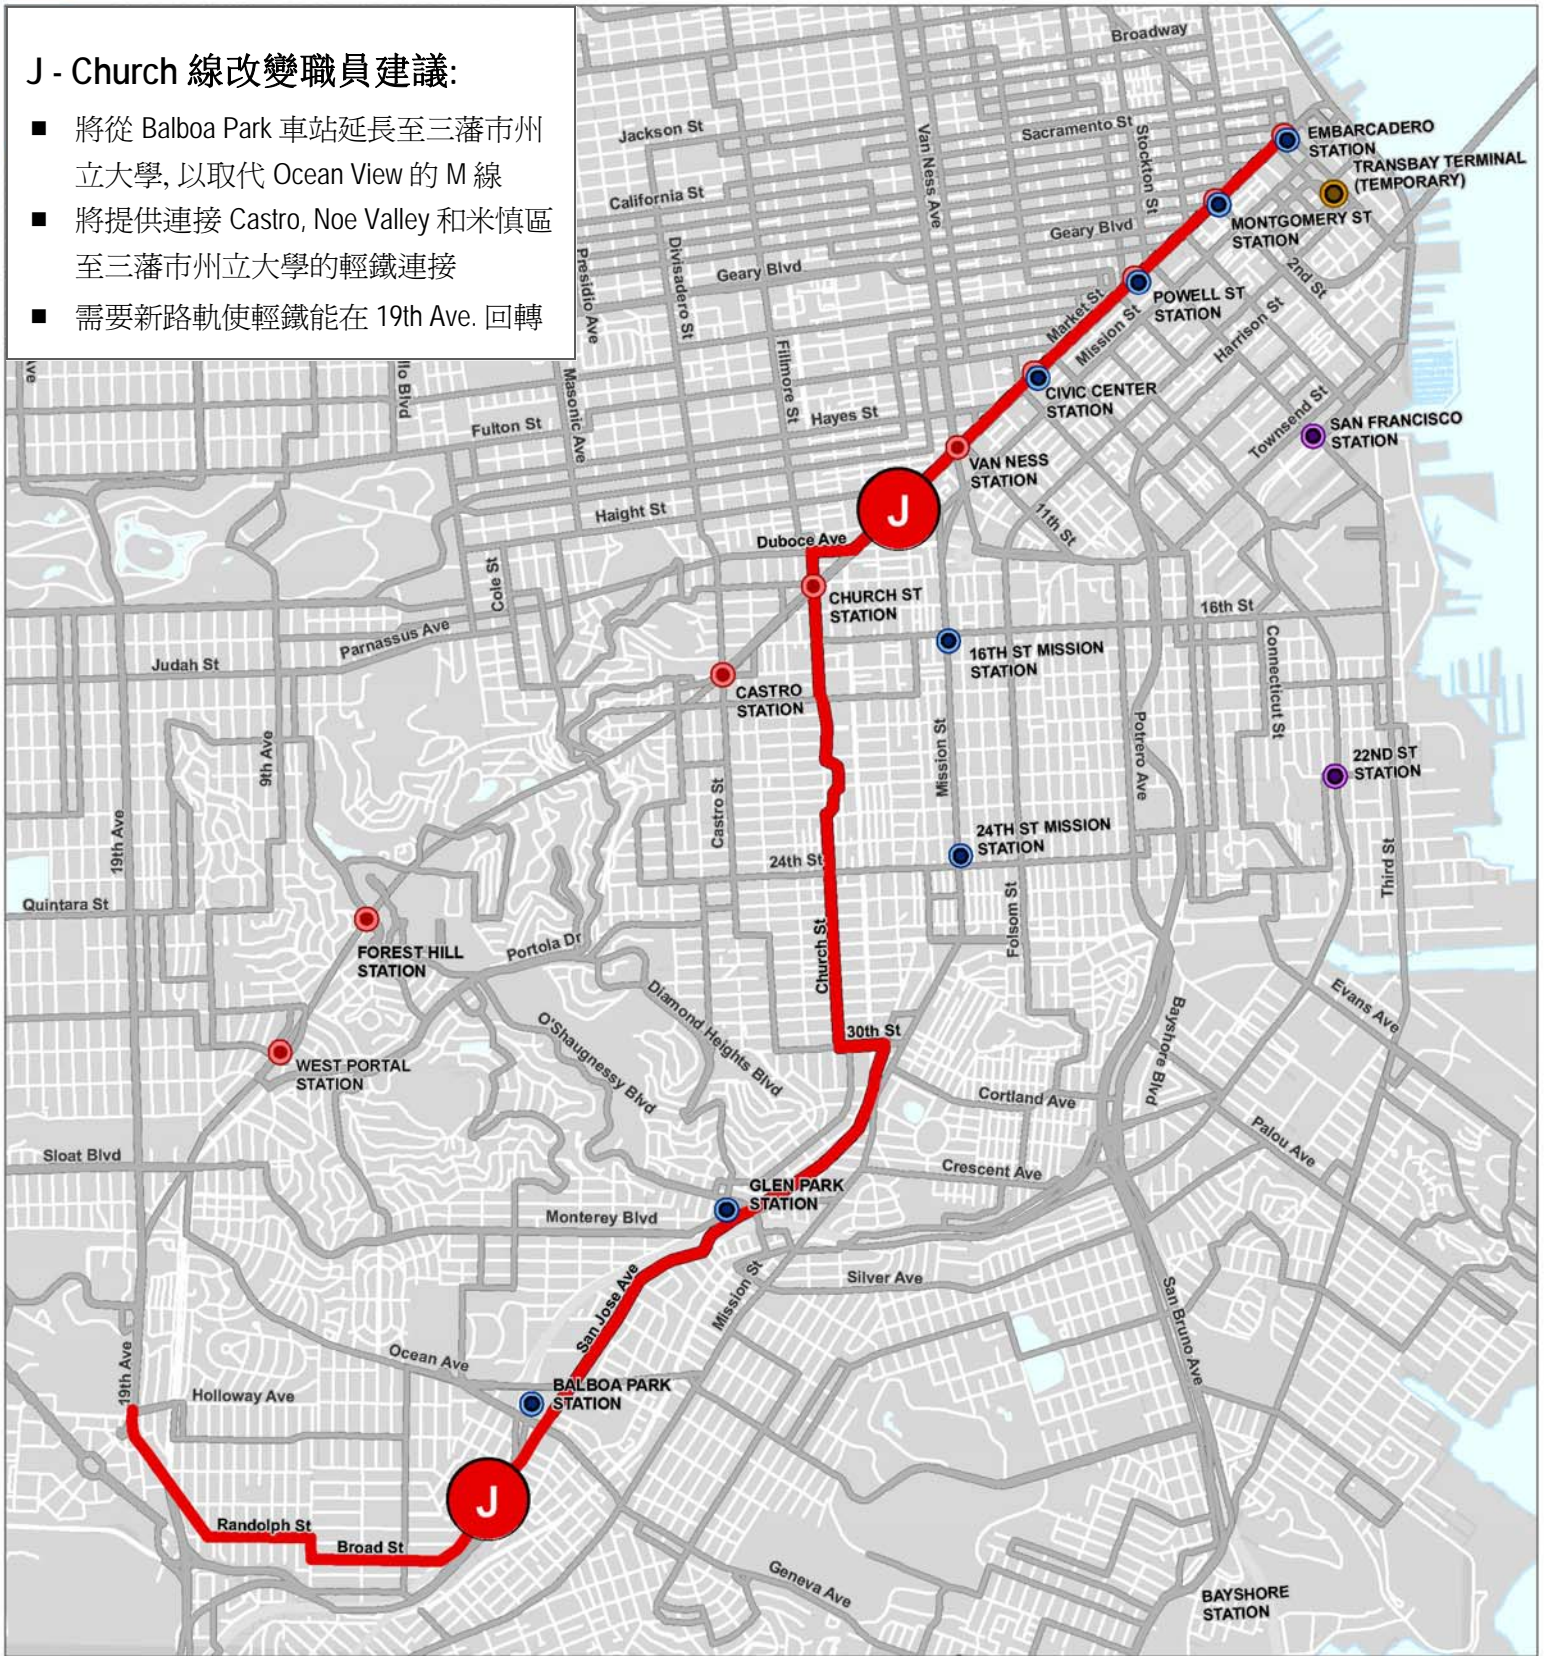 J - Church 線改變職員建議:
■ 將從 Balboa Park 車站延長至三藩市州
立大學, 以取代 Ocean View 的 M 線
■ 將提供連接 Castro, Noe Valley 和米慎區
至三藩市州立大學的輕鐵連接
■ 需要新路軌使輕鐵能在 19th Ave. 回轉
Broadway
Jackson St
Sacramento St
Van Ness Ave
Stockton St
EMBARCADERO
STATION
TRANSBAY TERMINAL
(TEMPORARY)
California St
MONTGOMERY ST
STATION
Geary Blvd
Geary Blvd
Presidio Ave
Divisadero St
2nd St
POWELL ST
STATION
Market St
Mission St
Harrison St
Fillmore St
Ave
llo Blvd
Masonic Ave
CIVIC CENTER
STATION
Hayes St
Fulton St
Townsend St
SAN FRANCISCO
STATION
VAN NESS
STATION
J
Haight St
11th St
Duboce Ave
Cole St
CHURCH ST
STATION
16th St
Parnassus Ave
Judah St
16TH ST MISSION
STATION
Connecticut St
CASTRO
STATION
9th Ave
Mission St
Potrero Ave
22ND ST
STATION
Castro St
19th Ave
24TH ST MISSION
STATION
24th St
Third St
Quintara St
Folsom St
Church St
FOREST HILL
STATION
Portola Dr
Diamond Heights Blvd
Evans Ave
O'Shaugnessy Blvd
Bayshore Blvd
30th St
WEST PORTAL
STATION
Cortland Ave
Palou Ave
Sloat Blvd
Crescent Ave
GLEN PARK
STATION
Monterey Blvd
Silver Ave
San Jose Ave
Mission St
San Bruno Ave
Ocean Ave
19th Ave
Holloway Ave
BALBOA PARK
STATION
J
Randolph St
Broad St
Geneva Ave
BAYSHORE
STATION